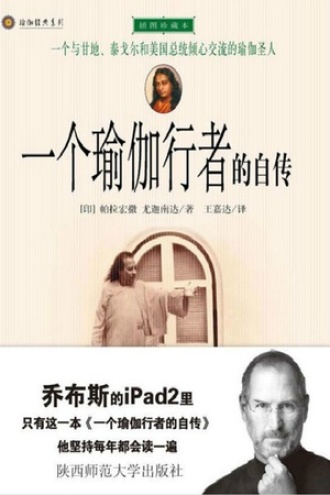 瑜伽经典系列
插图珍藏本
一个与甘地、泰戈尔和美国总统倾心交流的瑜伽圣人
一个瑜伽行者的自传
[印] 帕拉宏撒 尤迦南达/著 王嘉达/译
乔布斯的iPad2里
只有这一本《一个瑜伽行者的自传》
他坚持每年都会读一遍
陕西师范大学出版社